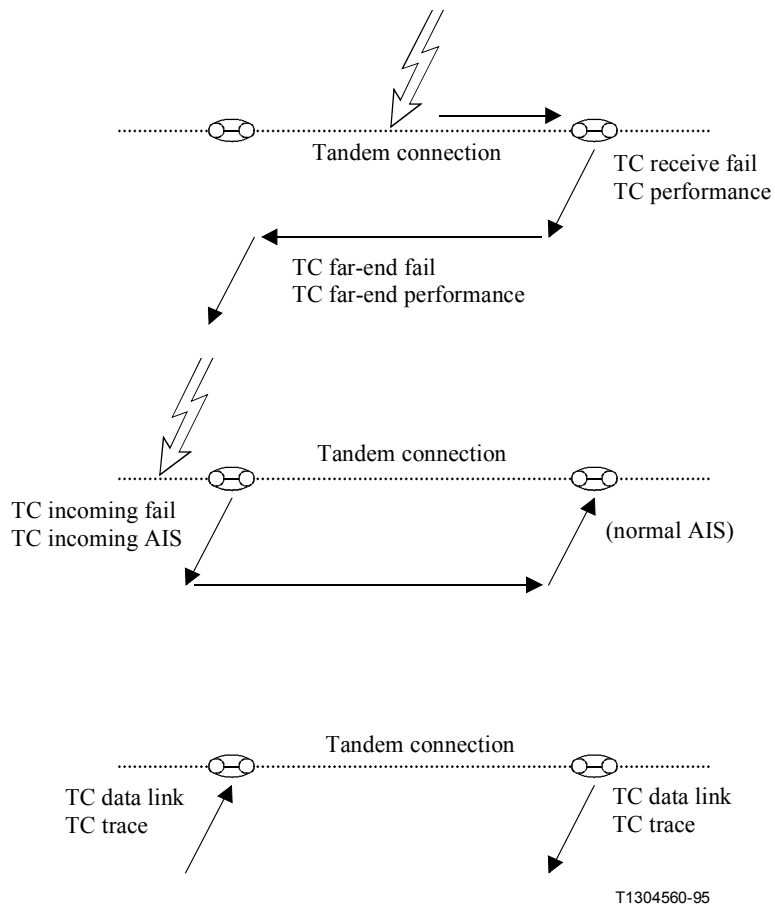 Tandem connection
TC receive fail
TC performance
TC far-end fail
TC far-end performance
Tandem connection
TC incoming fail
TC incoming AIS
(normal AIS)
Tandem connection
TC data link
TC trace
TC data link
TC trace
T1304560-95